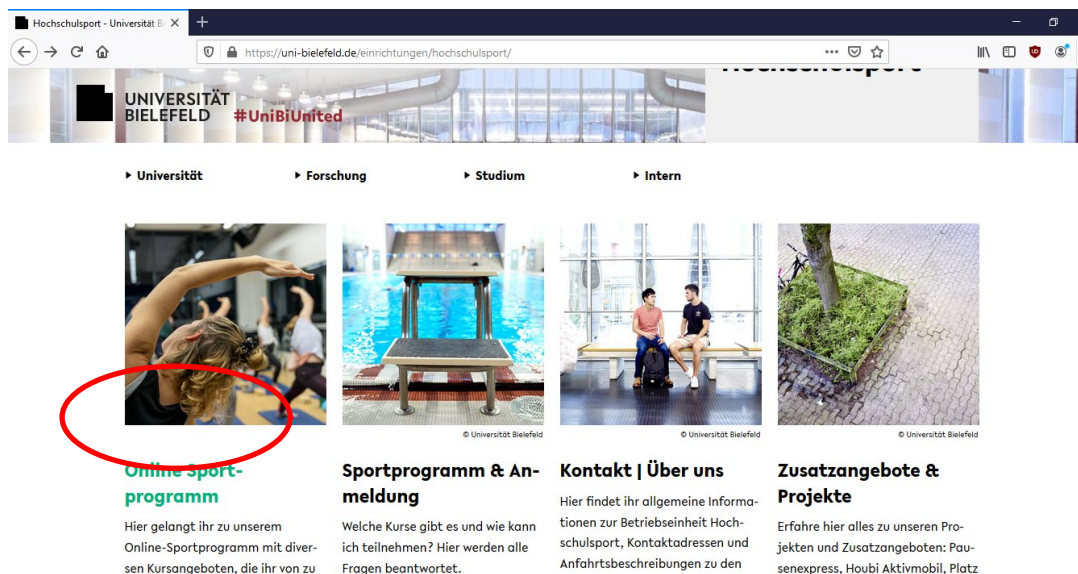 Hochschulsport - Universität Bi
https://uni-bielefeld.de/einrichtungen/hochschulsport/
Hochschulsport
UNIVERSITÄT
BIELEFELD #UniBiUnited
Universität Forschung Studium Intern
© Universität Bielefeld © Universität Bielefeld © Universität Bielefeld
Online Sport-
programm
Hier gelangt ihr zu unserem
Online-Sportprogramm mit diver-
sen Kursangeboten, die ihr von zu
Sportprogramm & An-
meldung
Welche Kurse gibt es und wie kann
ich teilnehmen? Hier werden alle
Fragen beantwortet.
Kontakt | Über uns
Hier findet ihr allgemeine Informa-
tionen zur Betriebseinheit Hoch-
schulsport, Kontaktadressen und
Anfahrtsbeschreibungen zu den
Zusatzangebote &
Projekte
Erfahre hier alles zu unseren Pro-
jekten und Zusatzangeboten: Pau-
senexpress, Houbi Aktivmobil, Platz